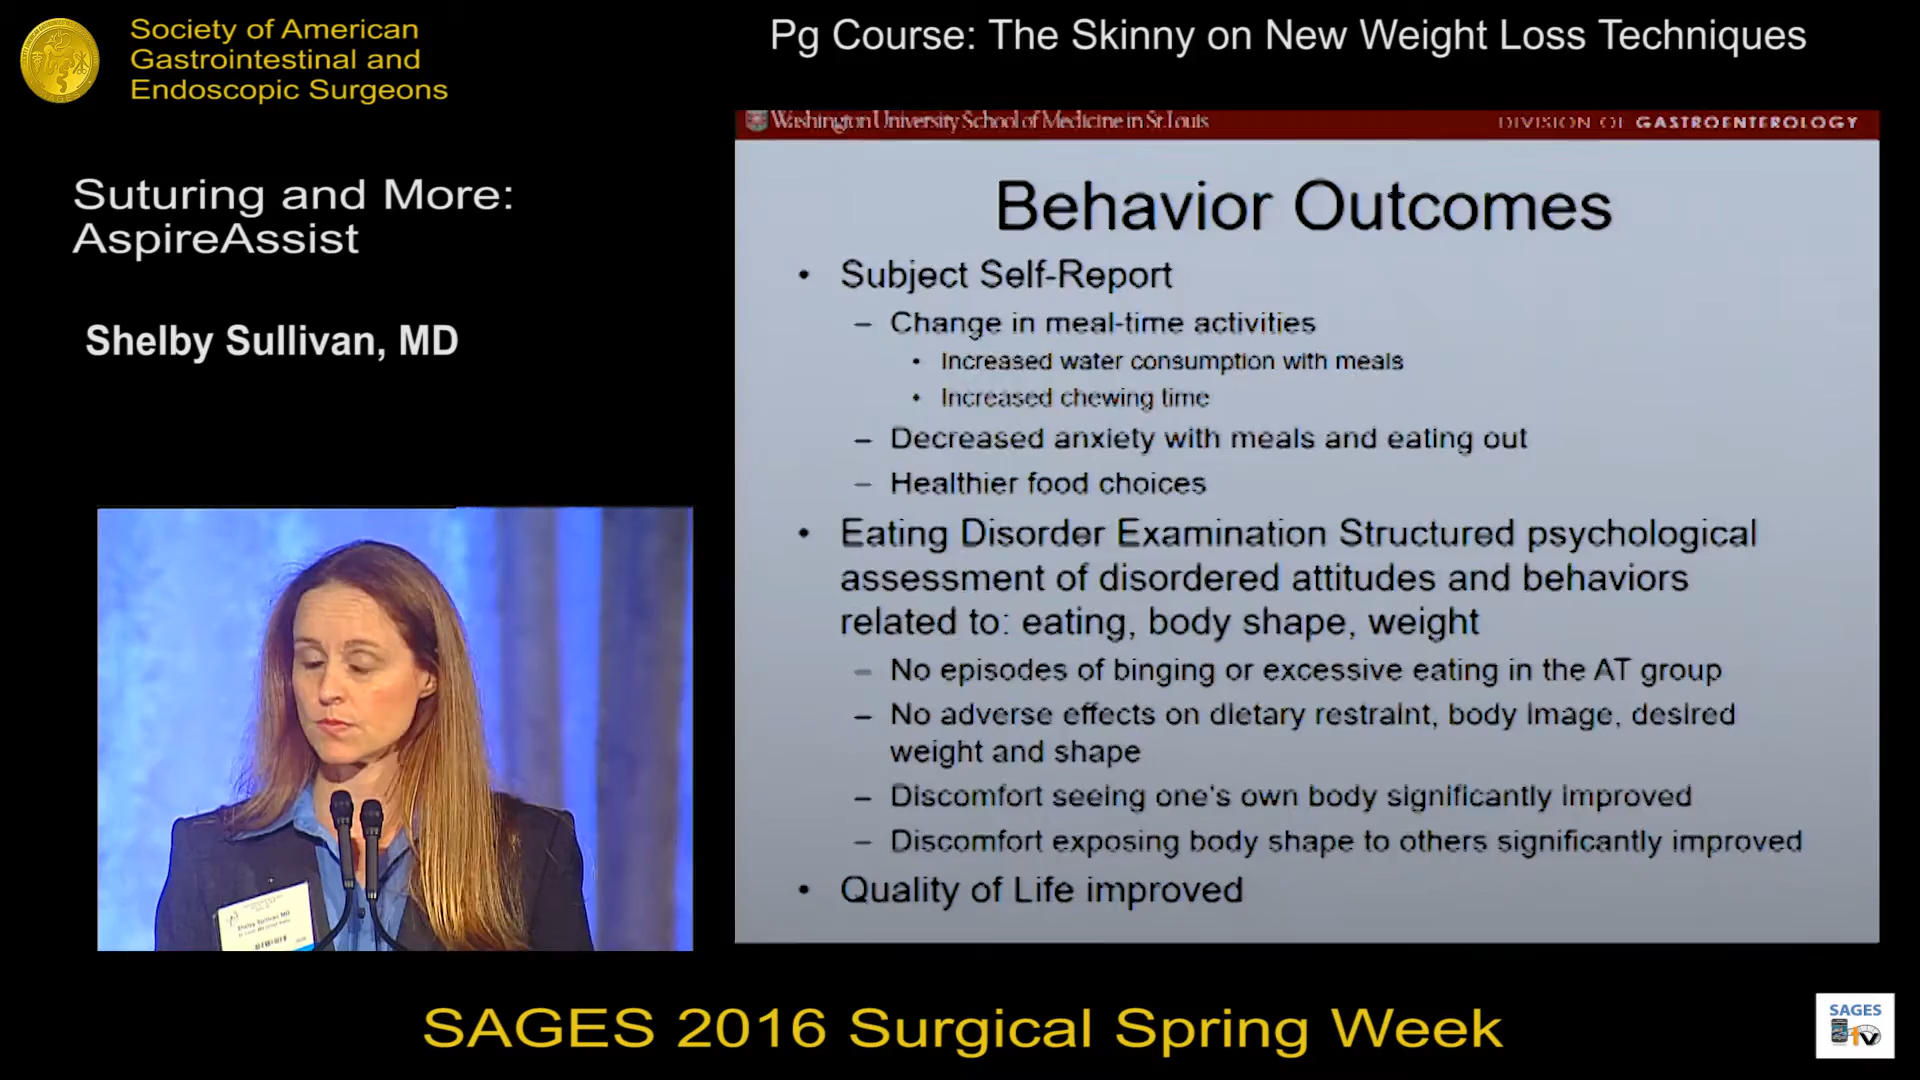 Society of American
Gastrointestinal and
Endoscopic Surgeons
Pg Course: The Skinny on New Weight Loss Techniques
Suturing and More:
AspireAssist
Shelby Sullivan, MD
Washington University School of Medicine in St. Louis
DIVISION OF GASTROENTEROLOGY
Behavior Outcomes
• Subject Self-Report
– Change in meal-time activities
• Increased water consumption with meals
• Increased chewing time
– Decreased anxiety with meals and eating out
– Healthier food choices
• Eating Disorder Examination Structured psychological
assessment of disordered attitudes and behaviors
related to: eating, body shape, weight
– No episodes of binging or excessive eating in the AT group
– No adverse effects on dietary restraint, body image, desired
weight and shape
– Discomfort seeing one's own body significantly improved
– Discomfort exposing body shape to others significantly improved
• Quality of Life improved
Shelby Sullivan MD
SAGES 2016 Surgical Spring Week
SAGES
TV